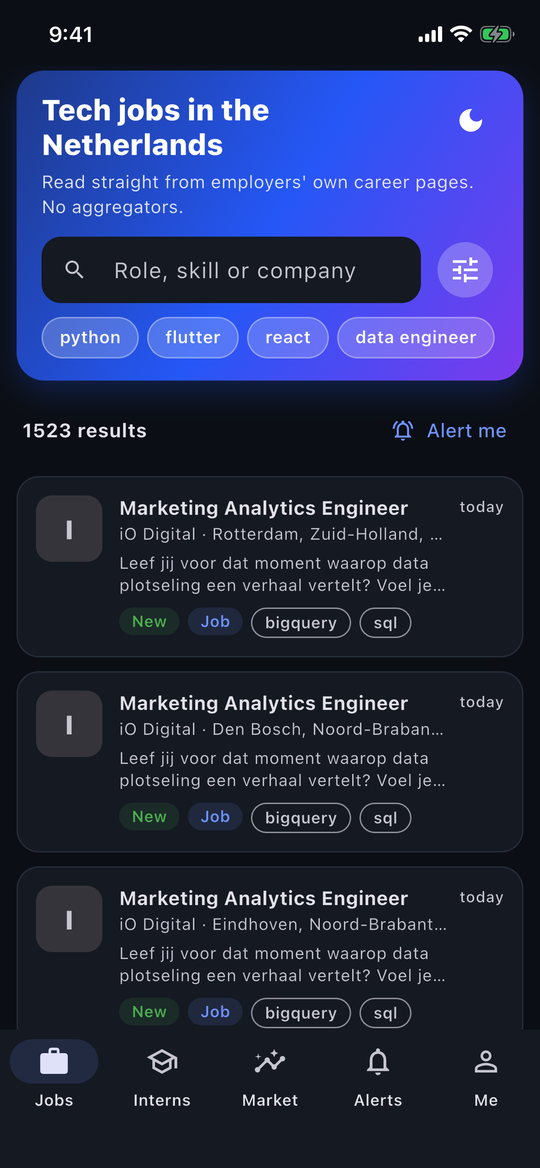 9:41
Tech jobs in the
Netherlands
Read straight from employers' own career pages.
No aggregators.
Role, skill or company
python flutter react data engineer
1523 results Alert me
I Marketing Analytics Engineer today
iO Digital · Rotterdam, Zuid-Holland, ...
Leef jij voor dat moment waarop data
plotseling een verhaal vertelt? Voel je...
New Job bigquery sql
I Marketing Analytics Engineer today
iO Digital · Den Bosch, Noord-Braban...
Leef jij voor dat moment waarop data
plotseling een verhaal vertelt? Voel je...
New Job bigquery sql
I Marketing Analytics Engineer today
iO Digital · Eindhoven, Noord-Brabant...
Leef jij voor dat moment waarop data
plotseling een verhaal vertelt? Voel je...
New Job bigquery sql
Jobs Interns Market Alerts Me